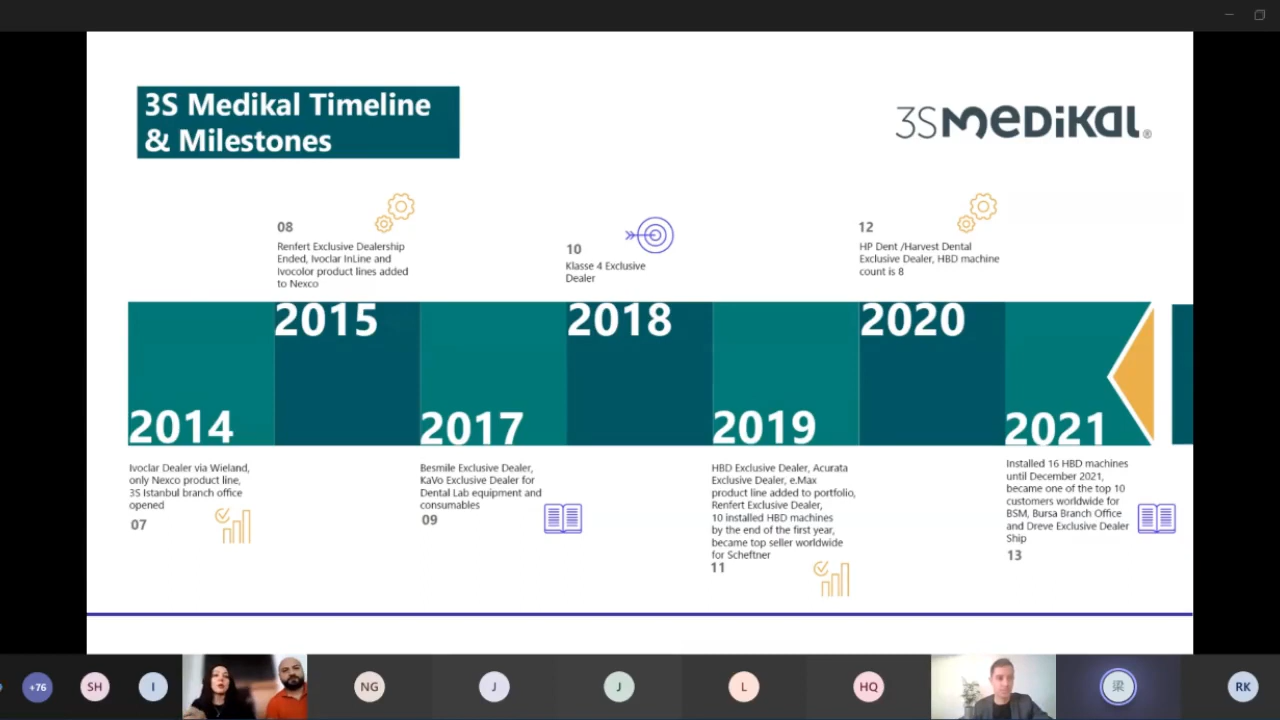 3S Medikal Timeline
& Milestones
3SMEDİKAL®
08
Renfert Exclusive Dealership
Ended, Ivoclar InLine and
Ivocolor product lines added
to Nexco
10
Klasse 4 Exclusive
Dealer
12
HP Dent /Harvest Dental
Exclusive Dealer, HBD machine
count is 8
2014
2015
2017
2018
2019
2020
2021
Ivoclar Dealer via Wieland,
only Nexco product line,
3S Istanbul branch office
opened
07
Besmile Exclusive Dealer,
KaVo Exclusive Dealer for
Dental Lab equipment and
consumables
09
HBD Exclusive Dealer, Acurata
Exclusive Dealer, e.Max
product line added to portfolio,
Renfert Exclusive Dealer,
10 installed HBD machines
by the end of the first year,
became top seller worldwide
for Scheftner
11
Installed 16 HBD machines
until December 2021,
became one of the top 10
customers worldwide for
BSM, Bursa Branch Office
and Dreve Exclusive Dealer
Ship
13
+76
SH
I
NG
J
J
L
HQ
梁
RK